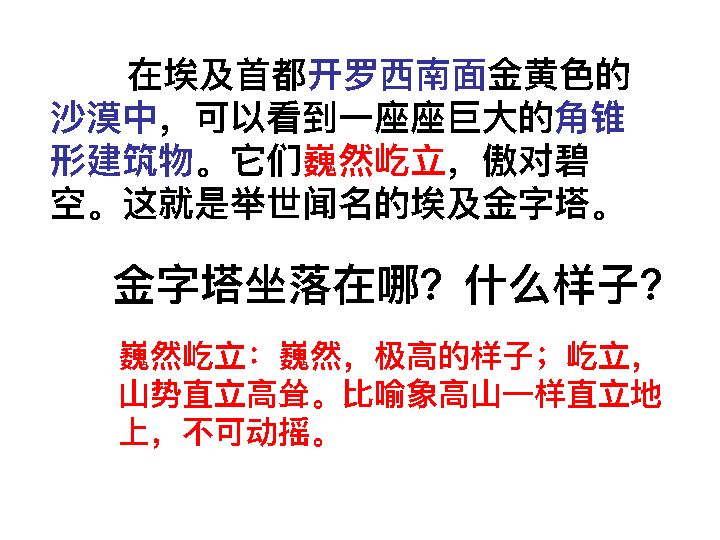 在埃及首都开罗西南面金黄色的
沙漠中，可以看到一座座巨大的角锥
形建筑物。它们巍然屹立，傲对碧
空。这就是举世闻名的埃及金字塔。
金字塔坐落在哪？什么样子？
巍然屹立：巍然，极高的样子；屹立，
山势直立高耸。比喻象高山一样直立地
上，不可动摇。